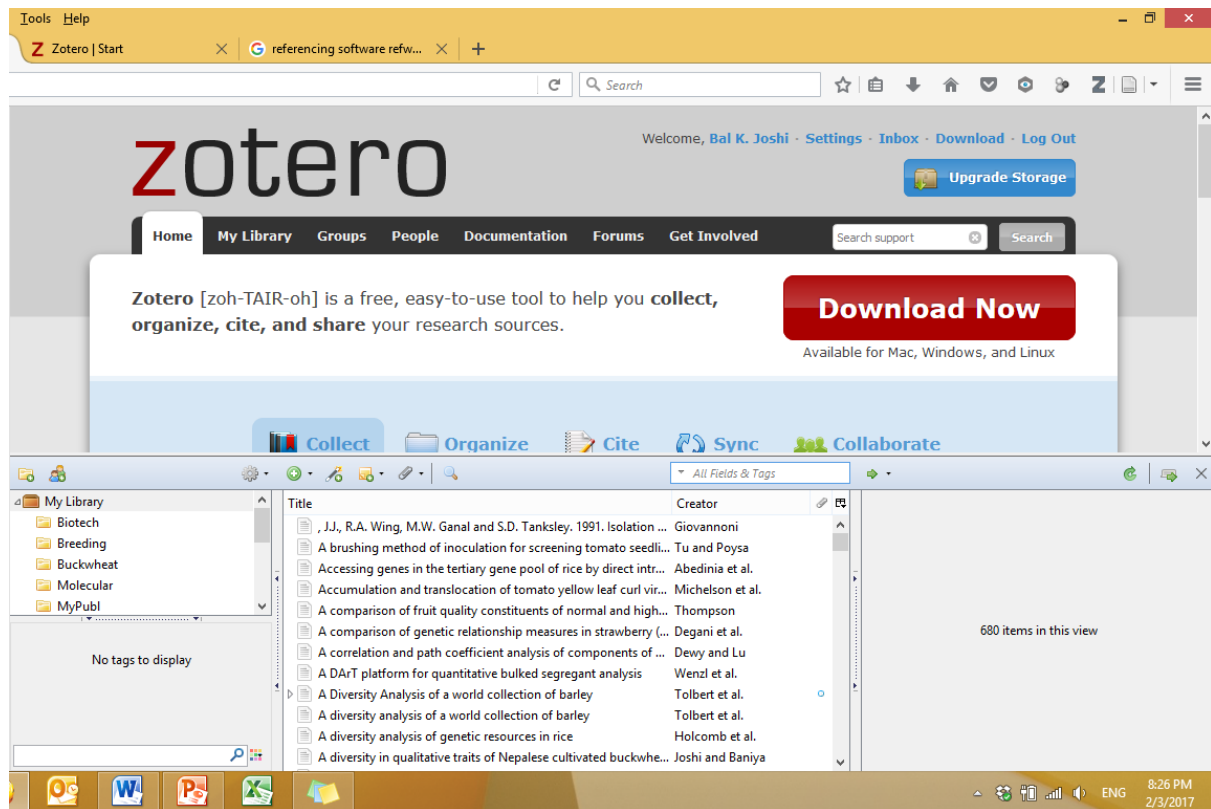 Tools Help
Zotero | Start
referencing software refw...
Search
zotero
Welcome, Bal K. Joshi · Settings · Inbox · Download · Log Out
Upgrade Storage
Home My Library Groups People Documentation Forums Get Involved
Search support Search
Zotero [zoh-TAIR-oh] is a free, easy-to-use tool to help you collect,
organize, cite, and share your research sources.
Download Now
Available for Mac, Windows, and Linux
Collect Organize Cite Sync Collaborate
All Fields & Tags
My Library
Biotech
Breeding
Buckwheat
Molecular
MyPubl
No tags to display
Title Creator
, J.J., R.A. Wing, M.W. Ganal and S.D. Tanksley. 1991. Isolation ... Giovannoni
A brushing method of inoculation for screening tomato seedli... Tu and Poysa
Accessing genes in the tertiary gene pool of rice by direct intr... Abedinia et al.
Accumulation and translocation of tomato yellow leaf curl vir... Michelson et al.
A comparison of fruit quality constituents of normal and high... Thompson
A comparison of genetic relationship measures in strawberry (... Degani et al.
A correlation and path coefficient analysis of components of ... Dewy and Lu
A DArT platform for quantitative bulked segregant analysis Wenzl et al.
A Diversity Analysis of a world collection of barley Tolbert et al.
A diversity analysis of a world collection of barley Tolbert et al.
A diversity analysis of genetic resources in rice Holcomb et al.
A diversity in qualitative traits of Nepalese cultivated buckwhe... Joshi and Baniya
680 items in this view
ENG
8:26 PM
2/3/2017